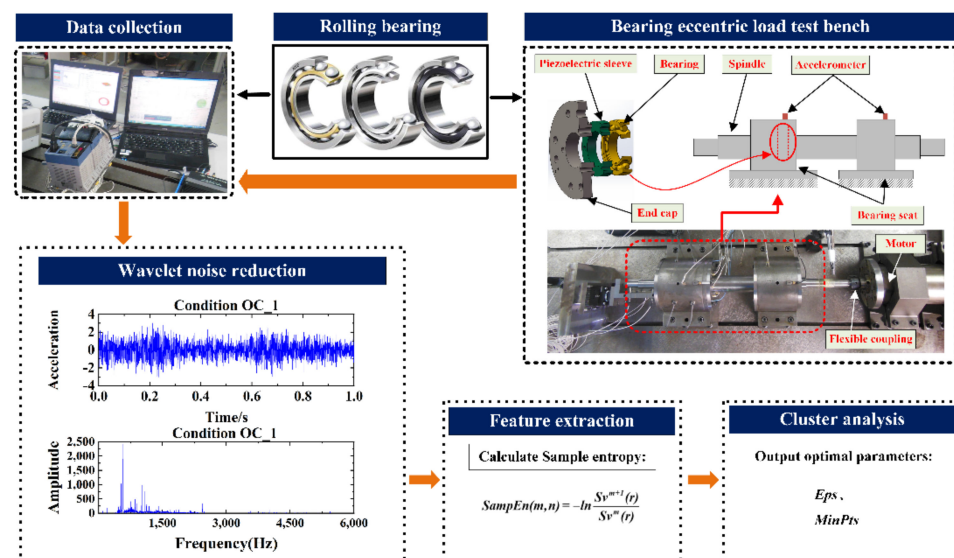 Data collection
Rolling bearing
Bearing eccentric load test bench
Piezoelectric sleeve
Bearing
Spindle
Accelerometer
End cap
Bearing seat
Motor
Flexible coupling
Wavelet noise reduction
Condition OC_1
Acceleration
4
2
0
−2
−4
0.0 0.2 0.4 0.6 0.8 1.0
Time/s
Condition OC_1
Amplitude
2,500
2,000
1,500
1,000
500
0
1,500 3,000 4,500 6,000
Frequency(Hz)
Feature extraction
Calculate Sample entropy:
SampEn(m,n) = −ln Sv^{m+1}(r) / Sv^{m}(r)
Cluster analysis
Output optimal parameters:
Eps、
MinPts